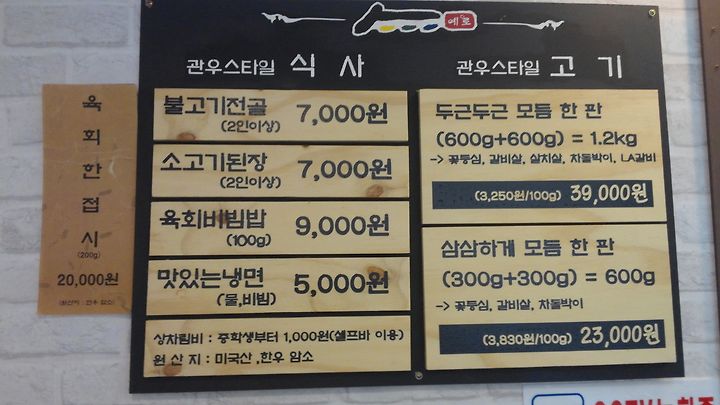 예로
관우스타일 식 사
불고기전골 7,000원
(2인이상)
소고기된장 7,000원
(2인이상)
육회비빔밥 9,000원
(100g)
맛있는냉면 5,000원
(물,비빔)
상차림비 : 중학생부터 1,000원(셀프바 이용)
원 산 지 : 미국산 ,한우 암소
관우스타일 고 기
두근두근 모듬 한 판
(600g+600g) = 1.2kg
-> 꽃등심, 갈비살, 살치살, 차돌박이, LA갈비
(3,250원/100g) 39,000원
삼삼하게 모듬 한 판
(300g+300g) = 600g
-> 꽃등심, 갈비살, 차돌박이
(3,830원/100g) 23,000원
육
회
한
접
시
(200g)
20,000원
(원산지 : 한우 암소)